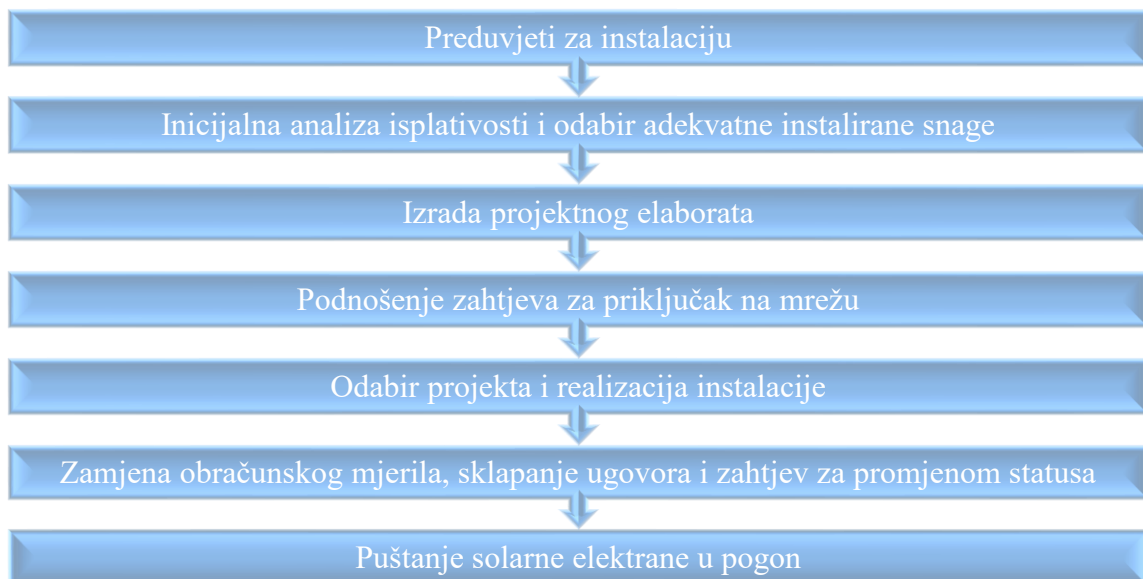 Preduvjeti za instalaciju
Inicijalna analiza isplativosti i odabir adekvatne instalirane snage
Izrada projektnog elaborata
Podnošenje zahtjeva za priključak na mrežu
Odabir projekta i realizacija instalacije
Zamjena obračunskog mjerila, sklapanje ugovora i zahtjev za promjenom statusa
Puštanje solarne elektrane u pogon